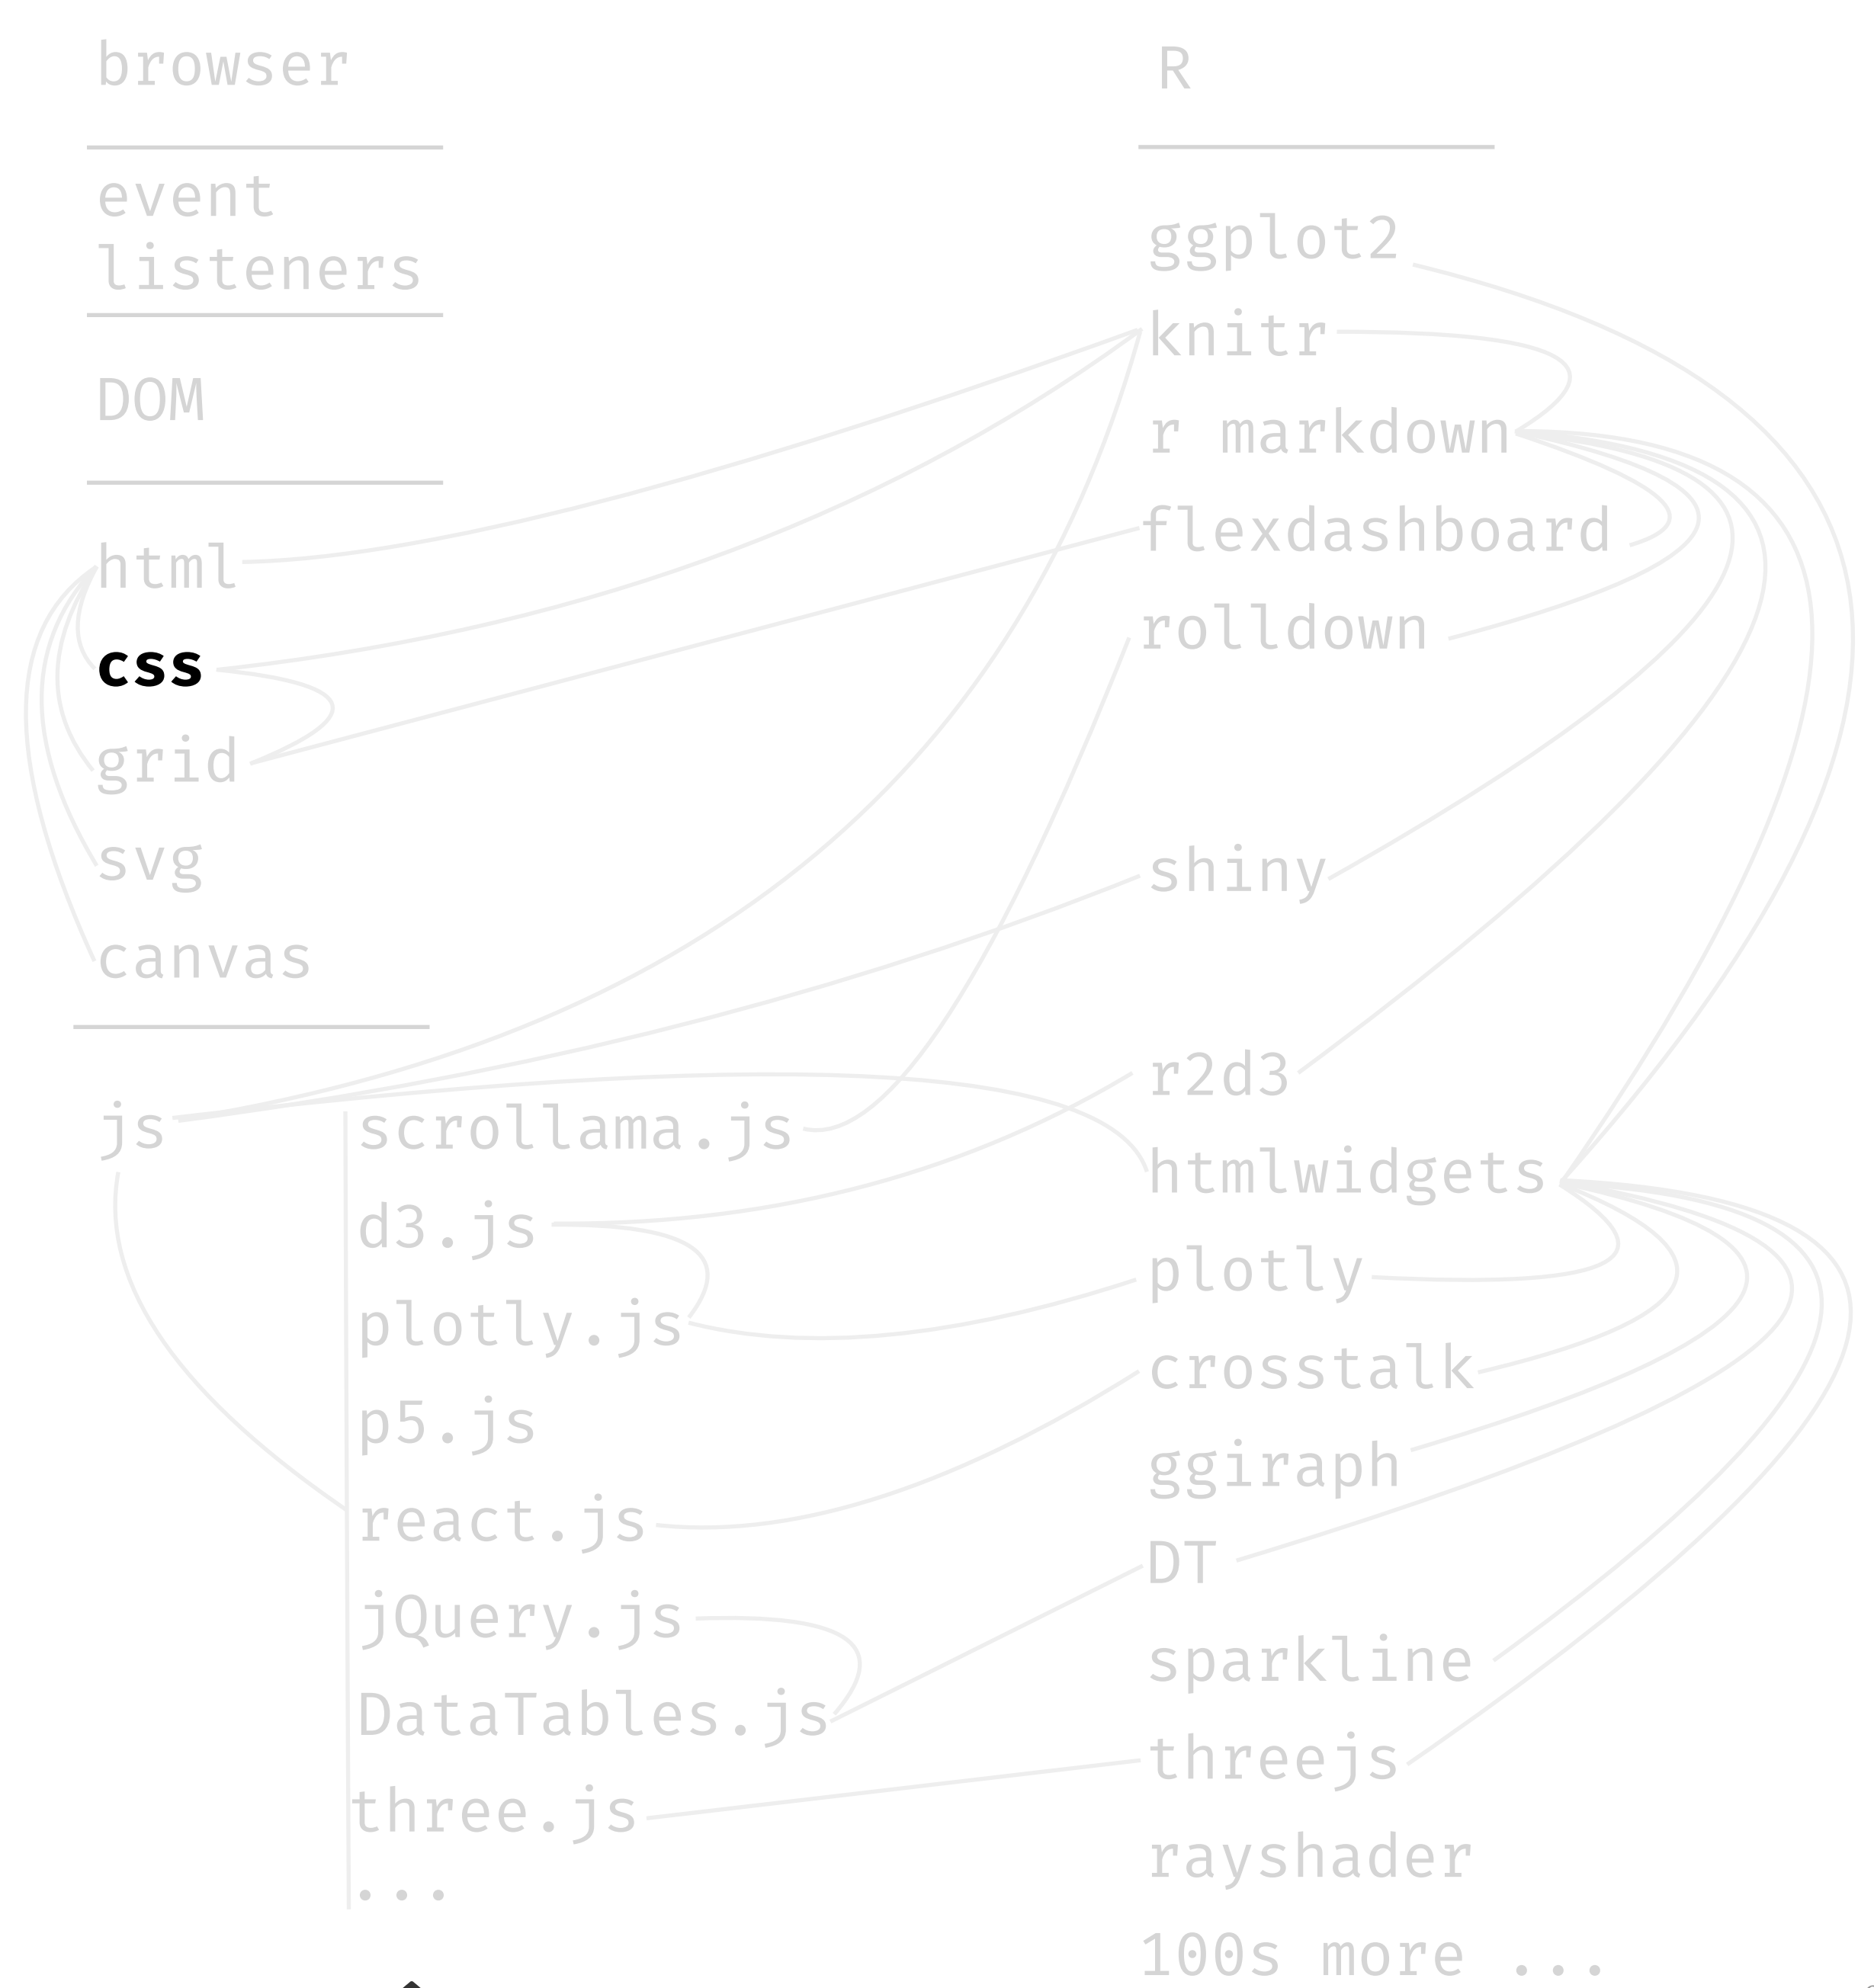 browser
event
listeners
DOM
html
css
grid
svg
canvas
js
scrollama.js
d3.js
plotly.js
p5.js
react.js
jQuery.js
DataTables.js
three.js
...
R
ggplot2
knitr
r markdown
flexdashboard
rolldown
shiny
r2d3
htmlwidgets
plotly
crosstalk
ggiraph
DT
sparkline
threejs
rayshader
100s more ...